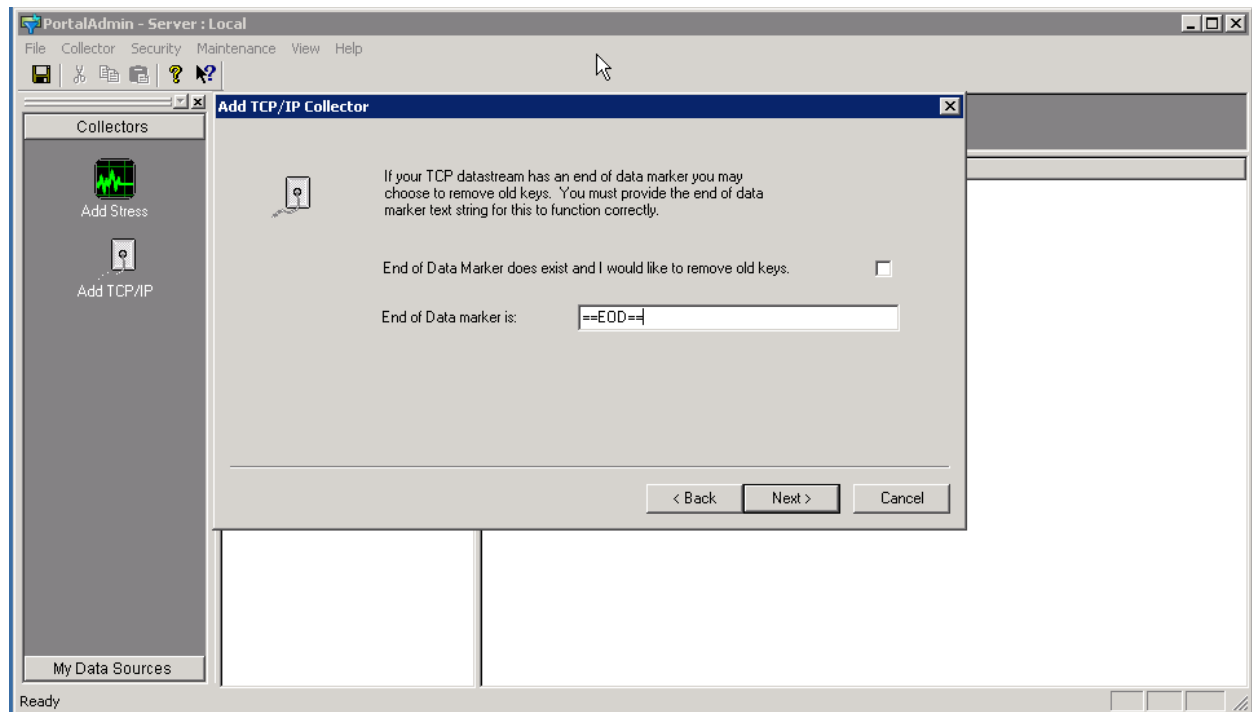 PortalAdmin - Server : Local
File Collector Security Maintenance View Help
Collectors
Add Stress
Add TCP/IP
My Data Sources
Add TCP/IP Collector
If your TCP datastream has an end of data marker you may
choose to remove old keys. You must provide the end of data
marker text string for this to function correctly.
End of Data Marker does exist and I would like to remove old keys.
End of Data marker is: ==EOD==
< Back Next > Cancel
Ready